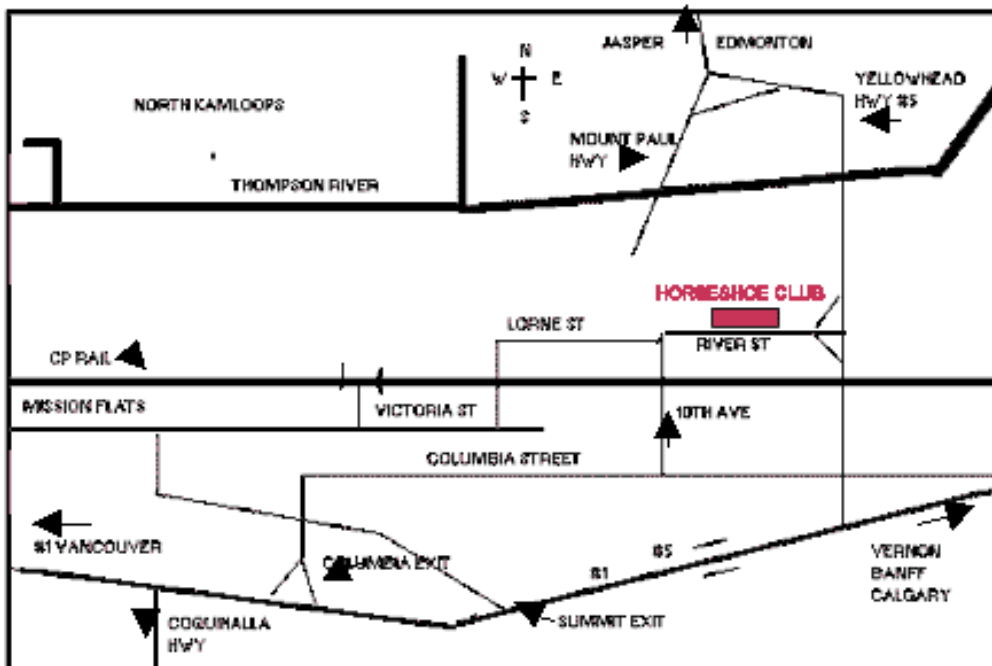 JASPER
EDMONTON
N
W E
S
YELLOWHEAD
HWY #5
NORTH KAMLOOPS
MOUNT PAUL
HWY
THOMPSON RIVER
HORSESHOE CLUB
LORNE ST
RIVER ST
CP RAIL
MISSION FLATS
VICTORIA ST
10TH AVE
COLUMBIA STREET
#1 VANCOUVER
COLUMBIA EXIT
#5
#1
VERNON
BANFF
CALGARY
SUMMIT EXIT
COQUIHALLA
HWY